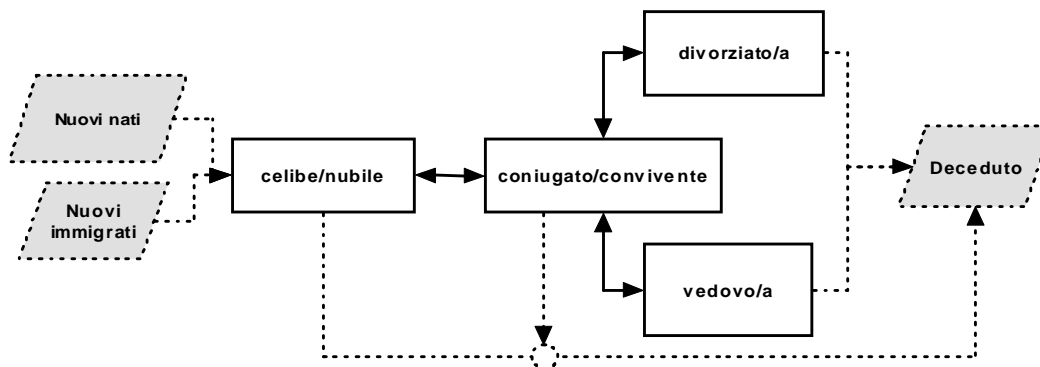 divorziato/a
Nuovi nati
celibe/nubile
coniugato/convivente
Deceduto
Nuovi
immigrati
vedovo/a